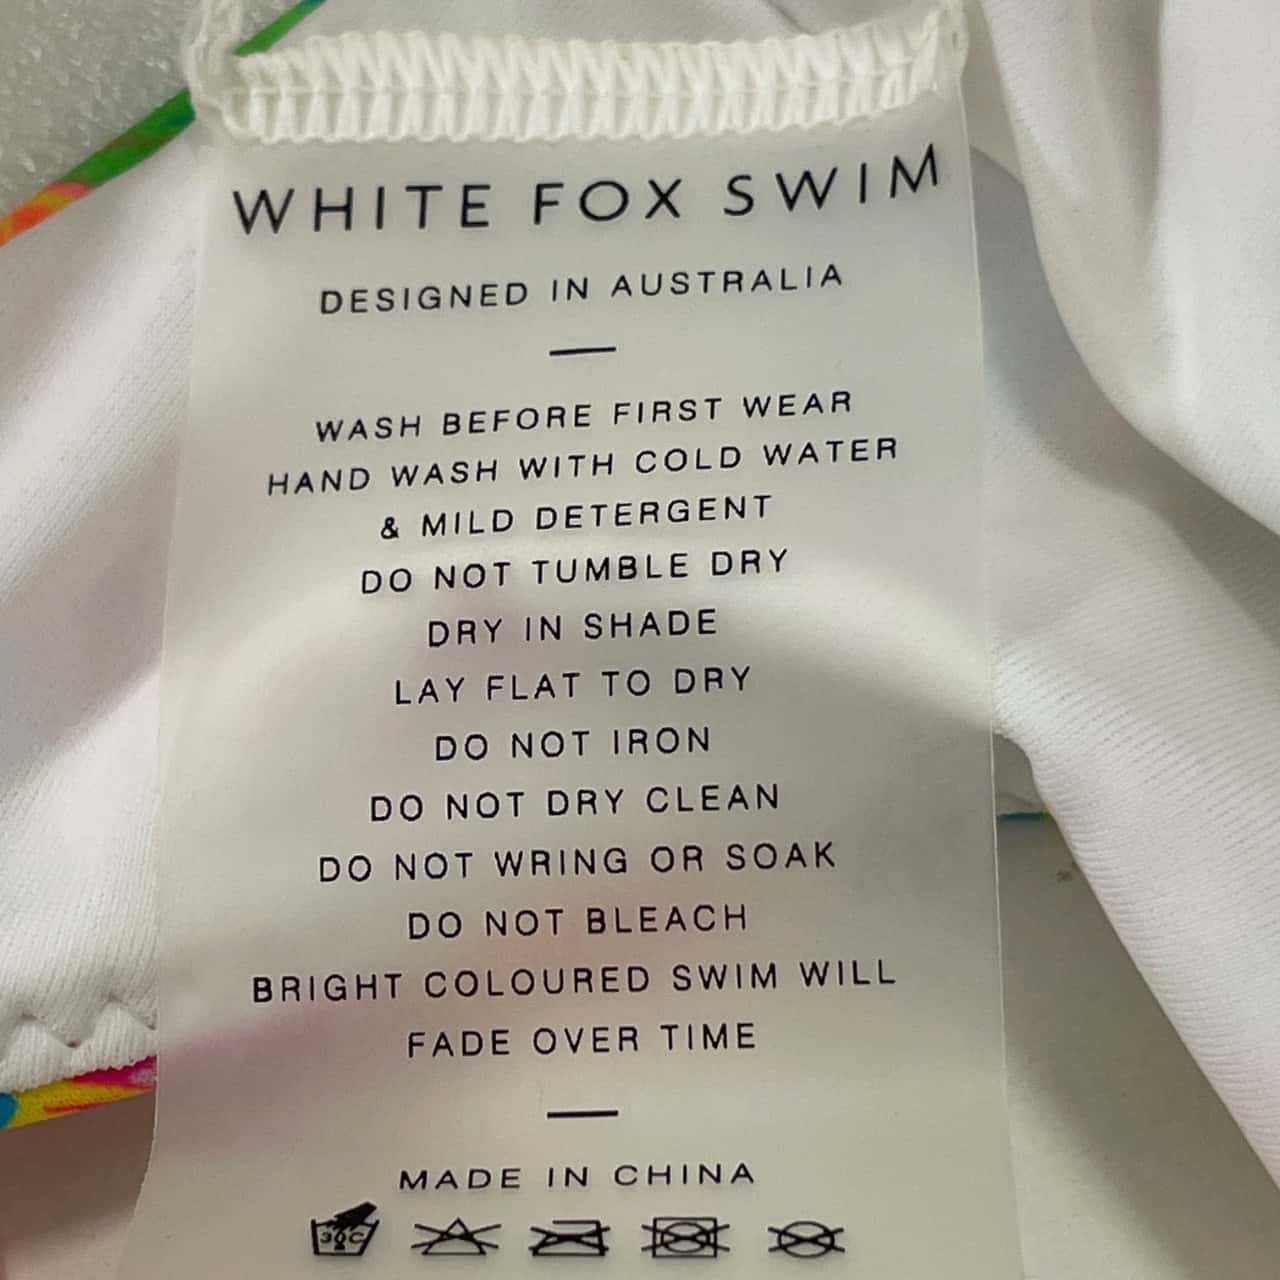 WHITE FOX SWIM
DESIGNED IN AUSTRALIA
WASH BEFORE FIRST WEAR
HAND WASH WITH COLD WATER
& MILD DETERGENT
DO NOT TUMBLE DRY
DRY IN SHADE
LAY FLAT TO DRY
DO NOT IRON
DO NOT DRY CLEAN
DO NOT WRING OR SOAK
DO NOT BLEACH
BRIGHT COLOURED SWIM WILL
FADE OVER TIME
MADE IN CHINA